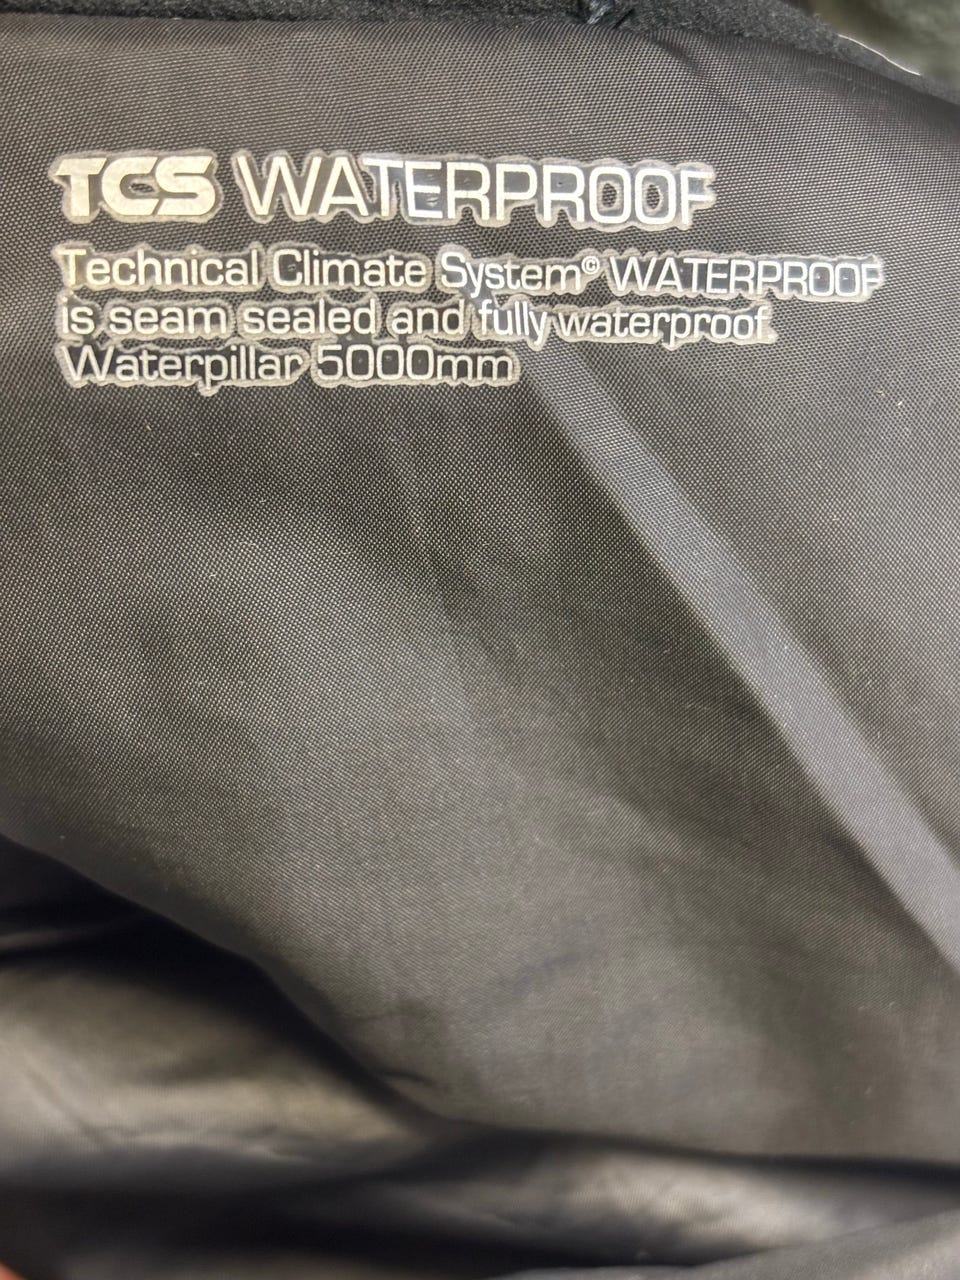 TCS WATERPROOF
Technical Climate System© WATERPROOF
is seam sealed and fully waterproof.
Waterpillar 5000mm